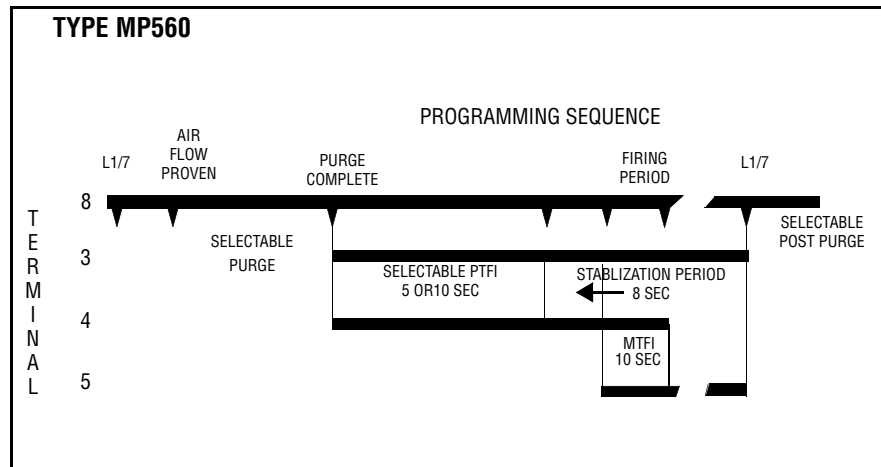 TYPE MP560
PROGRAMMING SEQUENCE
L1/7
AIR
FLOW
PROVEN
PURGE
COMPLETE
FIRING
PERIOD
L1/7
TERMINAL
8
SELECTABLE
PURGE
SELECTABLE
POST PURGE
3
SELECTABLE PTFI
5 OR10 SEC
STABLIZATION PERIOD
8 SEC
4
MTFI
10 SEC
5